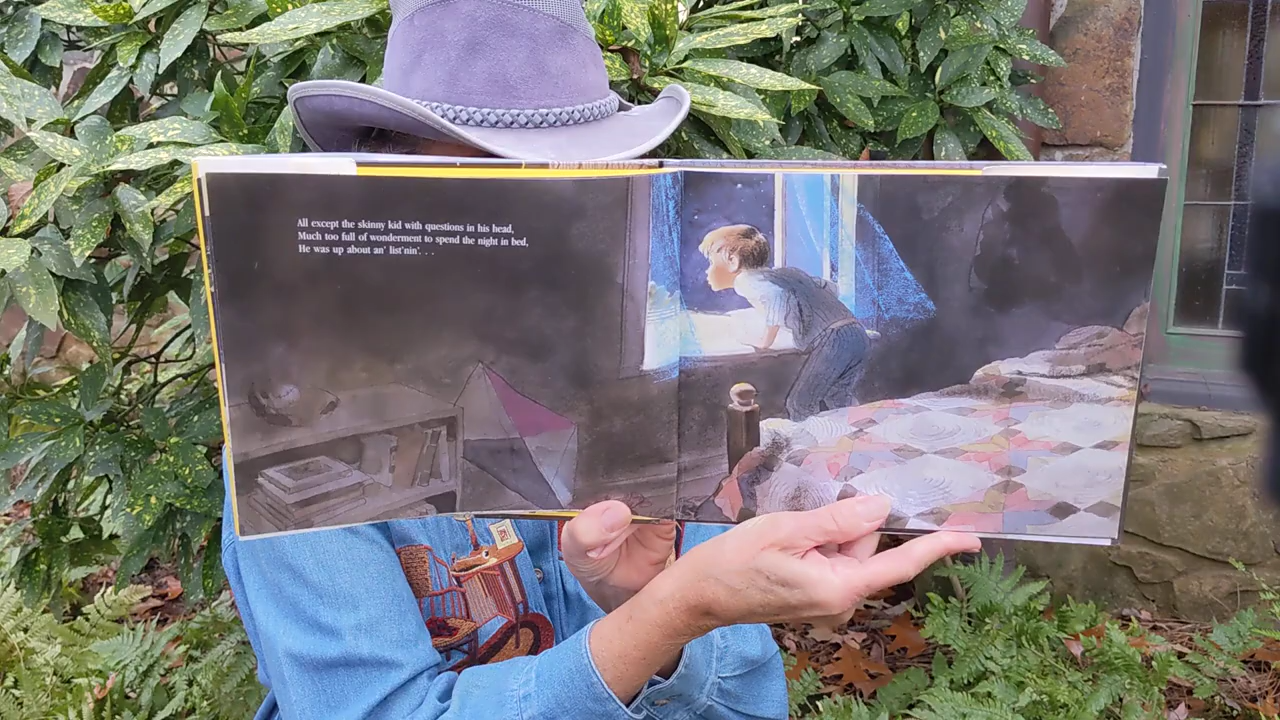 All except the skinny kid with questions in his head,
Much too full of wonderment to spend the night in bed,
He was up about an' list'nin'. . .